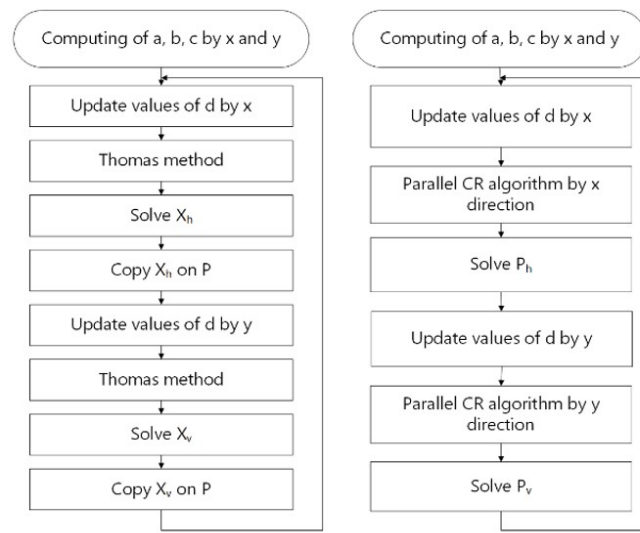 Computing of a, b, c by x and y
Update values of d by x
Thomas method
Solve Xh
Copy Xh on P
Update values of d by y
Thomas method
Solve Xv
Copy Xv on P
Computing of a, b, c by x and y
Update values of d by x
Parallel CR algorithm by x
direction
Solve Ph
Update values of d by y
Parallel CR algorithm by y
direction
Solve Pv